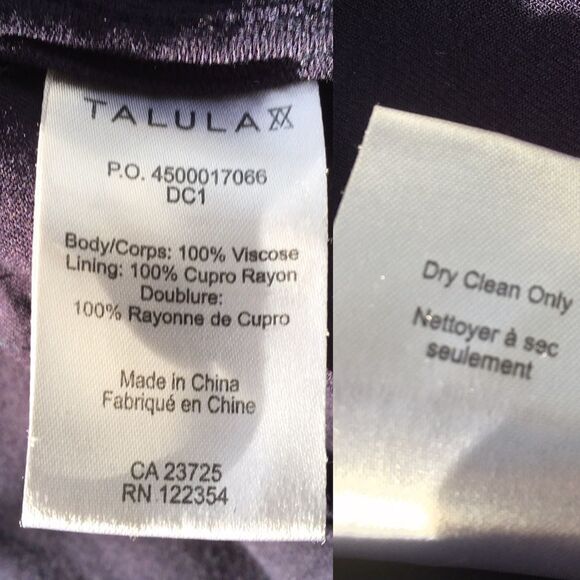 TALULA
P.O. 4500017066
DC1
Body/Corps: 100% Viscose
Lining: 100% Cupro Rayon
Doublure:
100% Rayonne de Cupro
Made in China
Fabriqué en Chine
CA 23725
RN 122354
Dry Clean Only
Nettoyer à sec
seulement